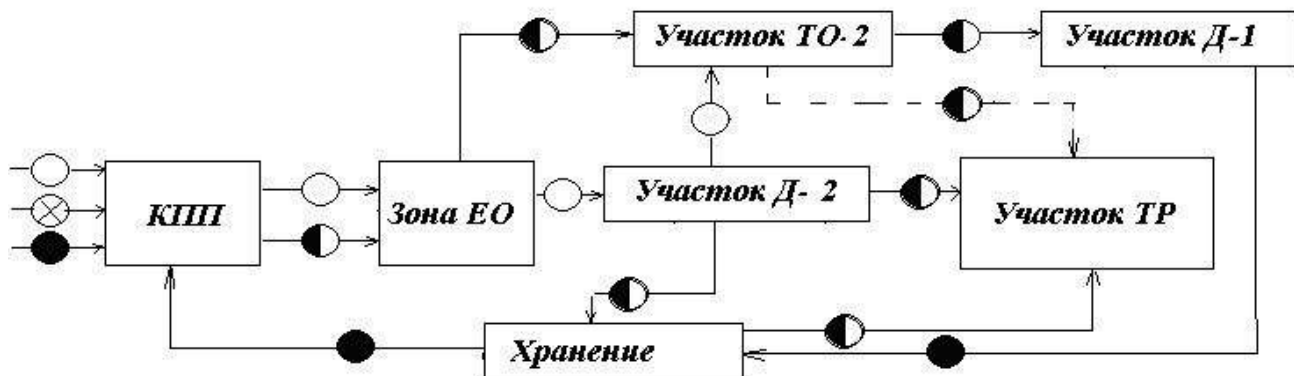 Участок ТО-2
Участок Д-1
КПП
Зона ЕО
Участок Д- 2
Участок ТР
Хранение